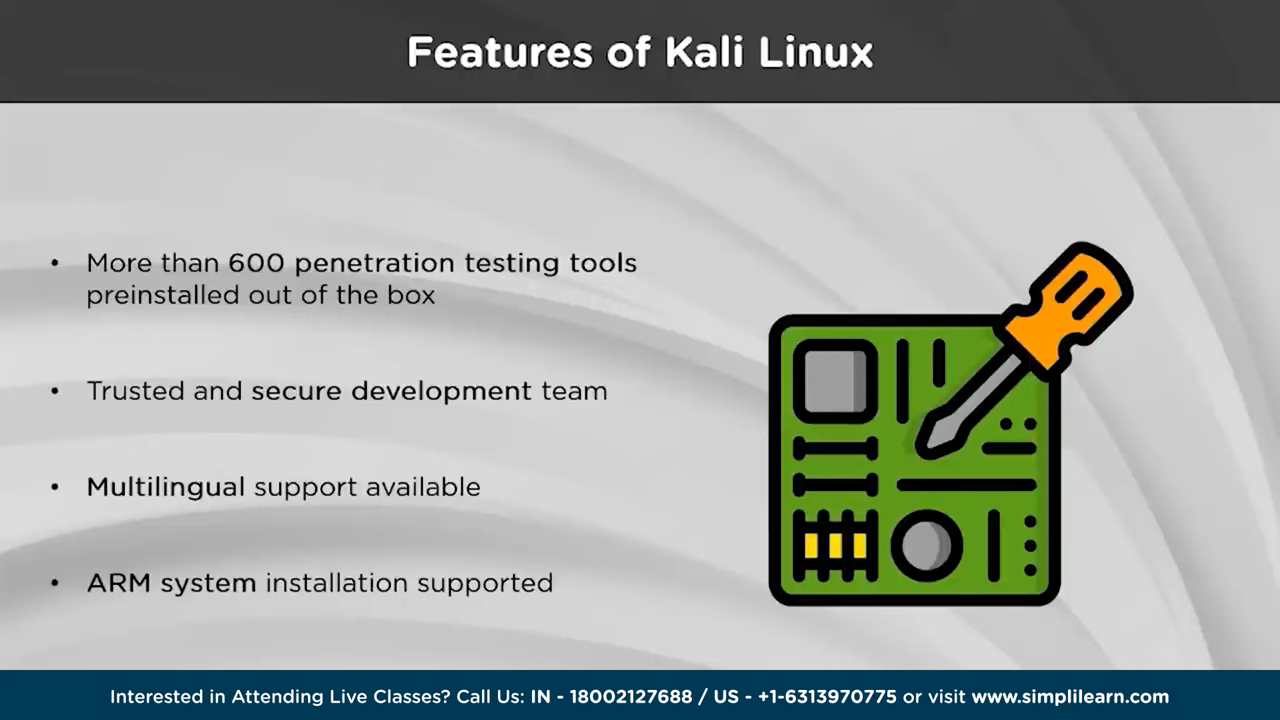 Features of Kali Linux
• More than 600 penetration testing tools
preinstalled out of the box
• Trusted and secure development team
• Multilingual support available
• ARM system installation supported
Interested in Attending Live Classes? Call Us: IN - 18002127688 / US - +1-6313970775 or visit www.simplilearn.com